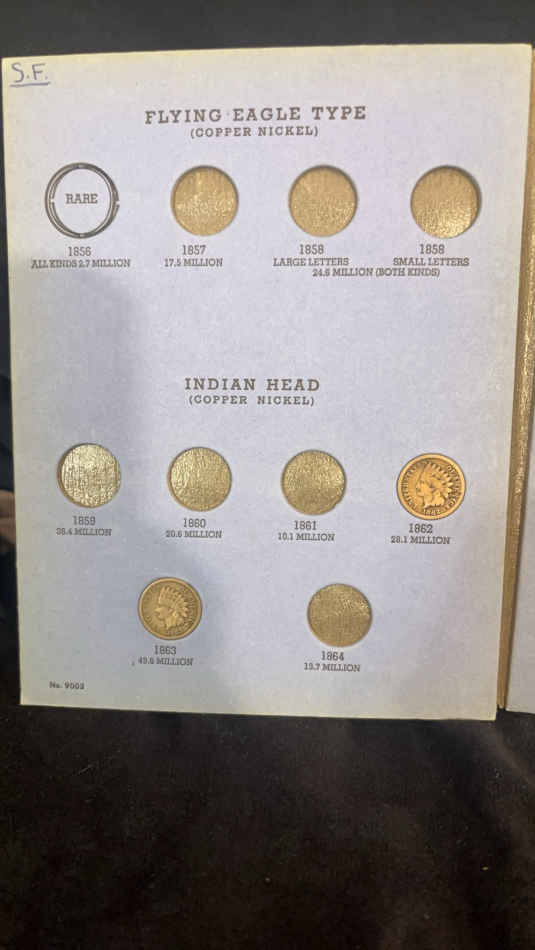 S.F.
FLYING EAGLE TYPE
(COPPER NICKEL)
RARE
1856
ALL KINDS 2.7 MILLION
1857
17.5 MILLION
1858
LARGE LETTERS
1858
SMALL LETTERS
24.6 MILLION (BOTH KINDS)
INDIAN HEAD
(COPPER NICKEL)
1859
36.4 MILLION
1860
20.6 MILLION
1861
10.1 MILLION
1862
28.1 MILLION
1863
49.8 MILLION
1864
13.7 MILLION
No. 9003